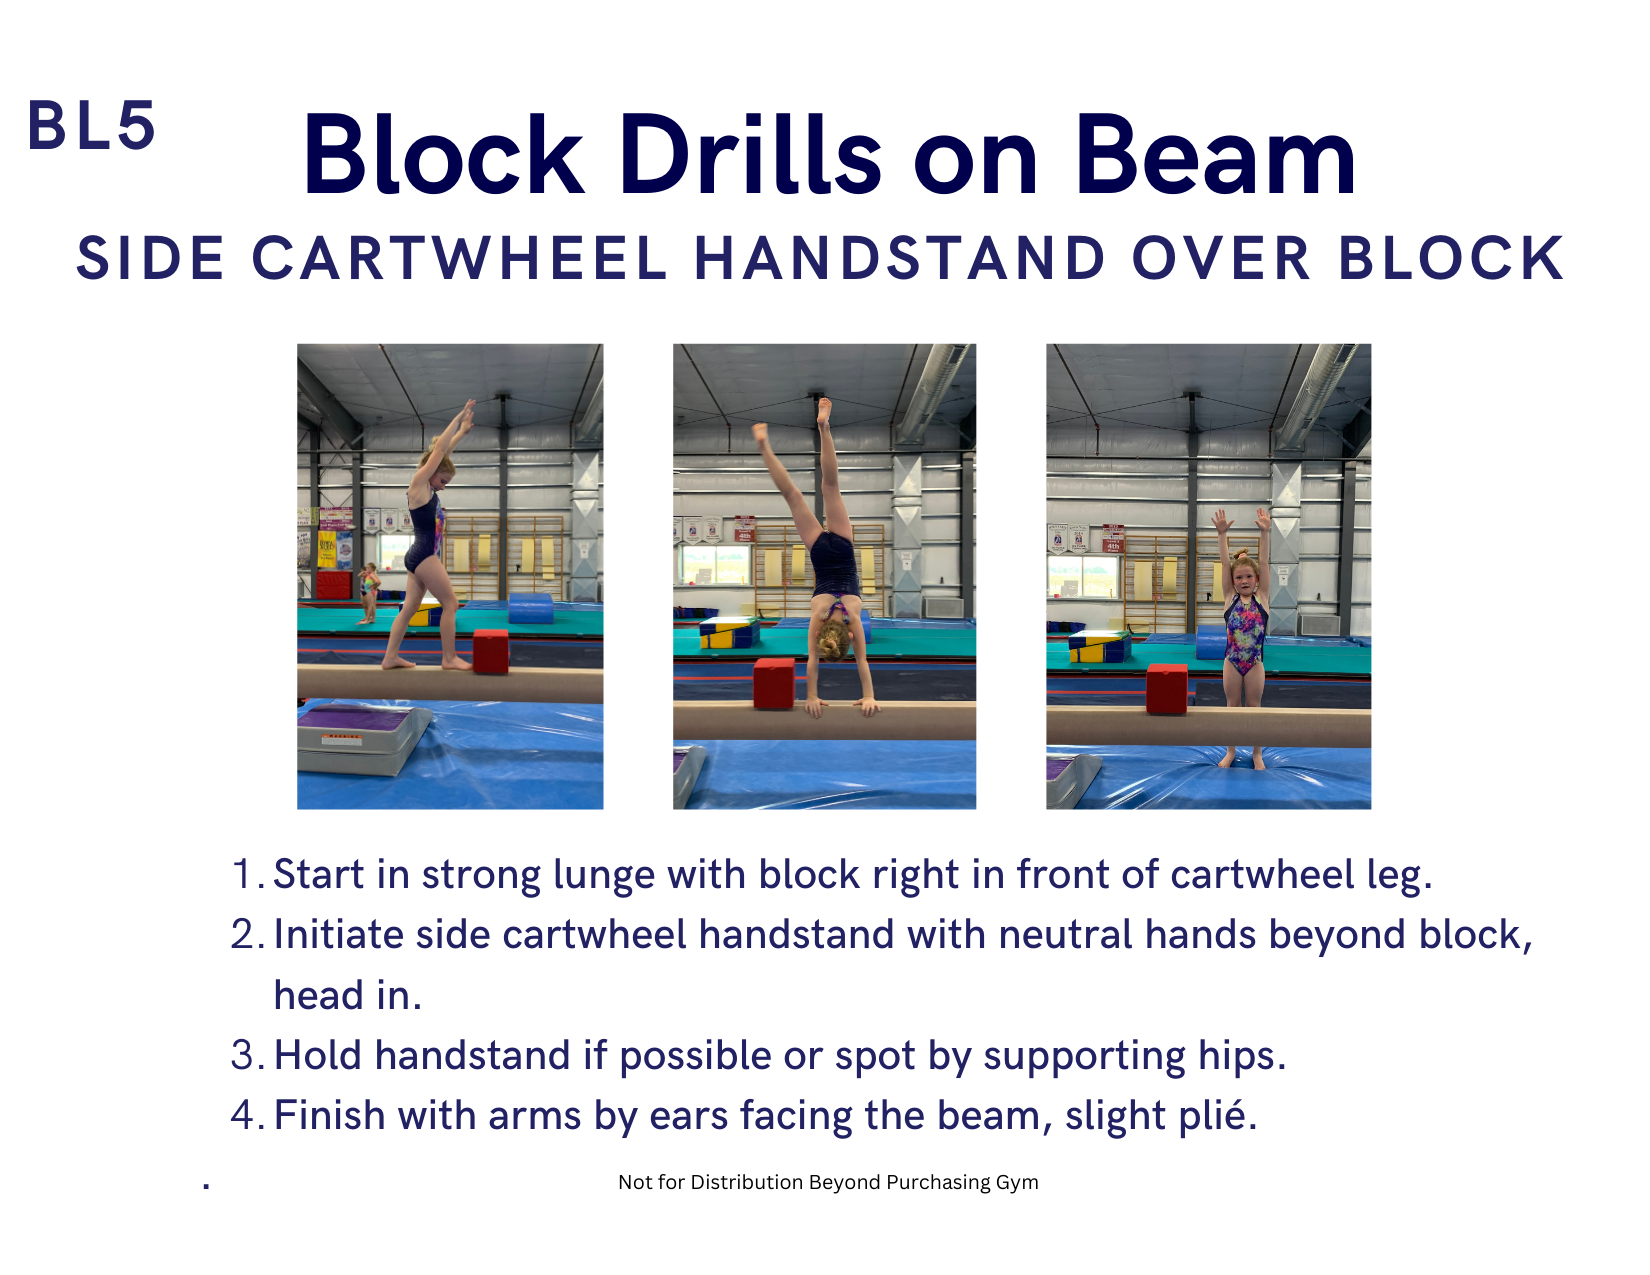 BL5
Block Drills on Beam
SIDE CARTWHEEL HANDSTAND OVER BLOCK
1. Start in strong lunge with block right in front of cartwheel leg.
2. Initiate side cartwheel handstand with neutral hands beyond block,
head in.
3. Hold handstand if possible or spot by supporting hips.
4. Finish with arms by ears facing the beam, slight plié.
.
Not for Distribution Beyond Purchasing Gym